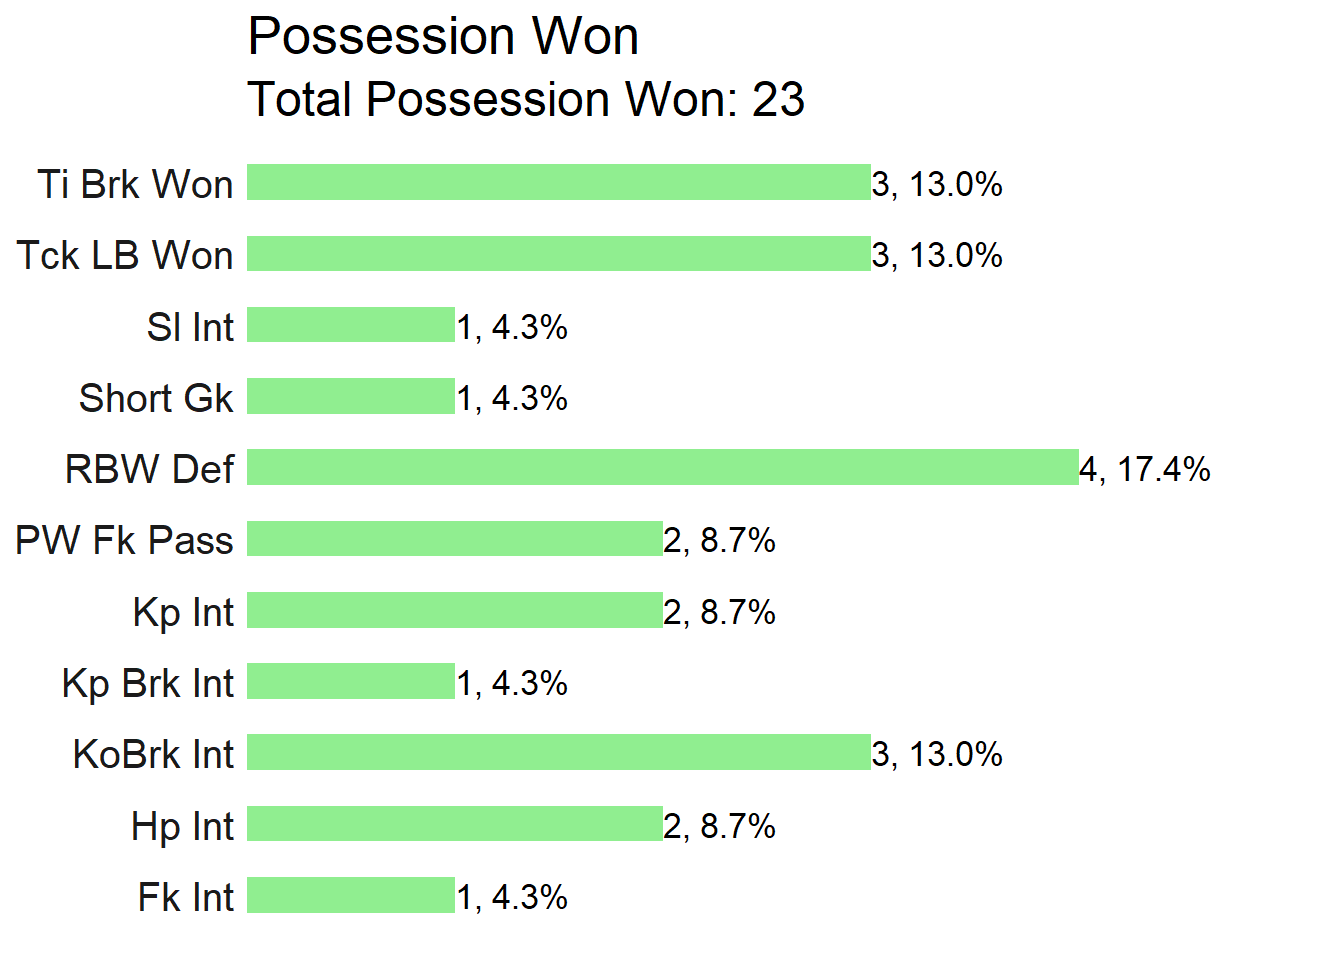 Possession Won
Total Possession Won: 23
Ti Brk Won 3, 13.0%
Tck LB Won 3, 13.0%
Sl Int 1, 4.3%
Short Gk 1, 4.3%
RBW Def 4, 17.4%
PW Fk Pass 2, 8.7%
Kp Int 2, 8.7%
Kp Brk Int 1, 4.3%
KoBrk Int 3, 13.0%
Hp Int 2, 8.7%
Fk Int 1, 4.3%